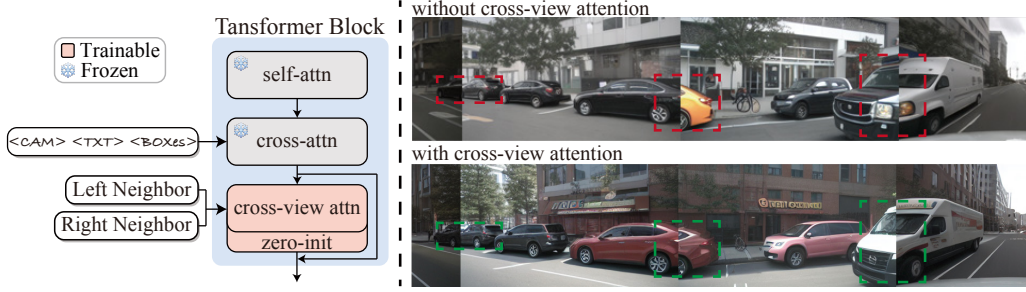 Tansformer Block
Trainable
Frozen
self-attn
<CAM> <TXT> <BOXes>
cross-attn
Left Neighbor
Right Neighbor
cross-view attn
zero-init
without cross-view attention
with cross-view attention